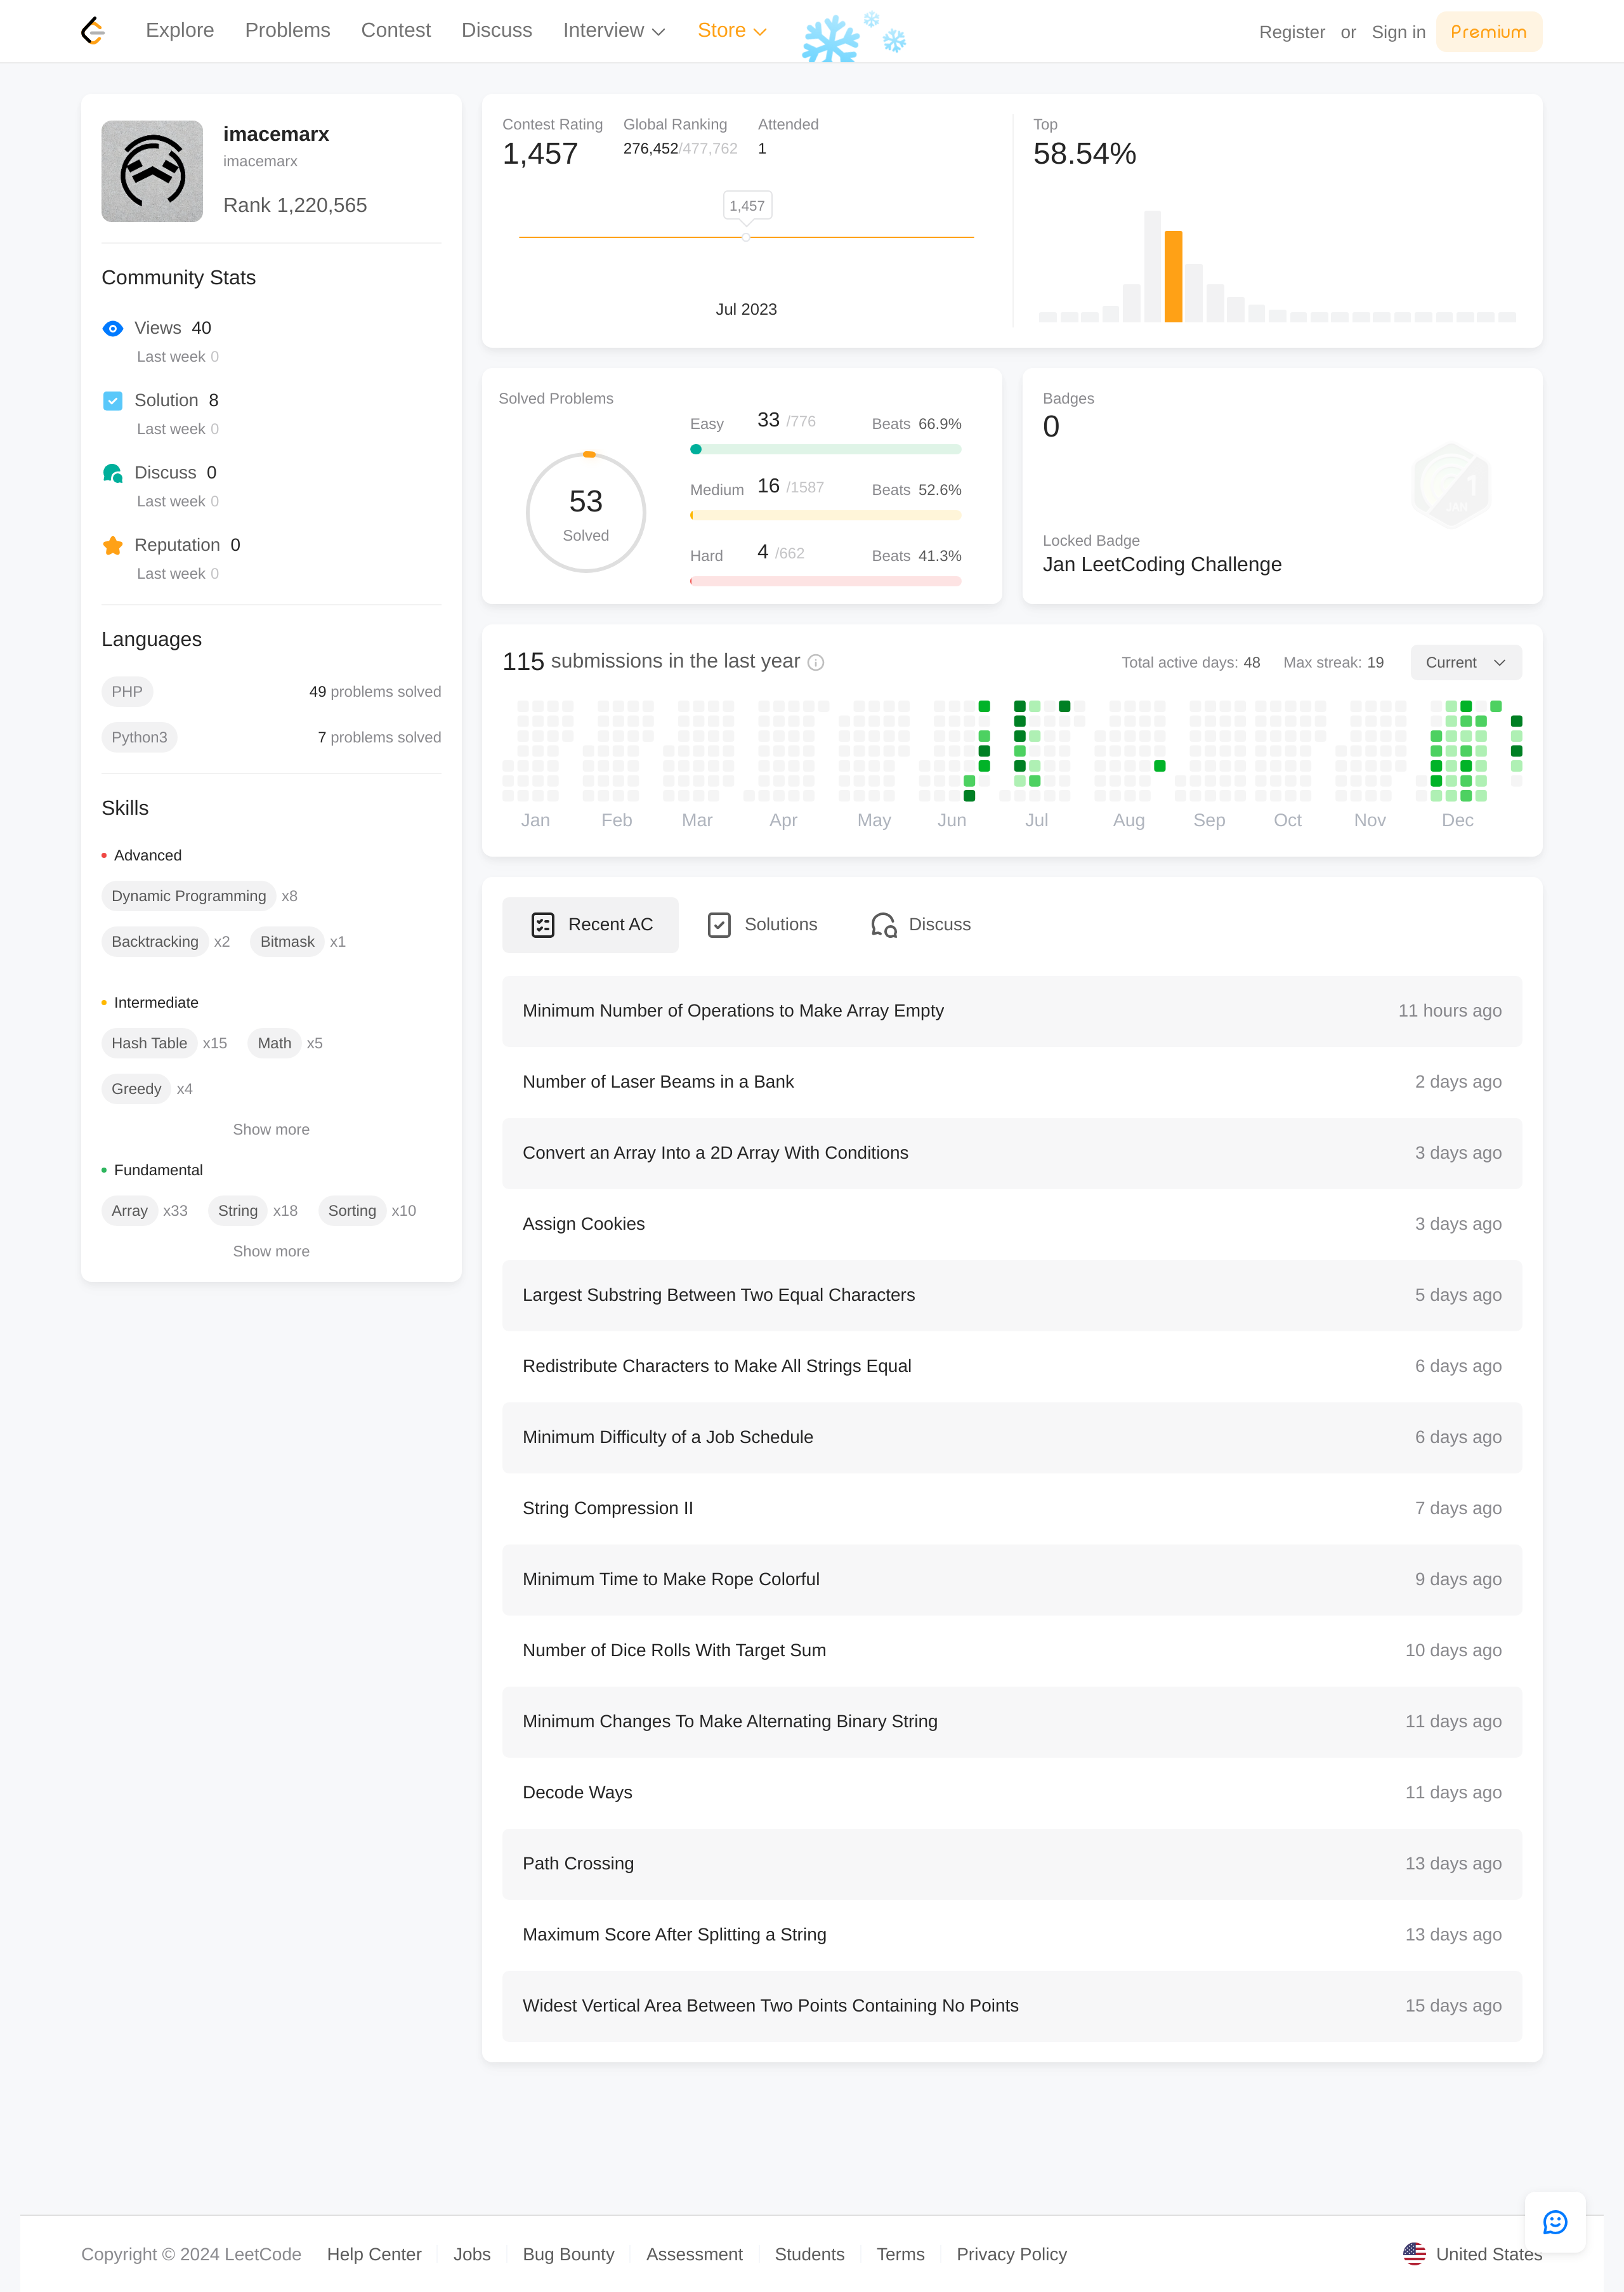 Explore Problems Contest Discuss Interview Store Register or Sign in Premium
imacemarx
imacemarx
Rank 1,220,565
Community Stats
Views 40
Last week 0
Solution 8
Last week 0
Discuss 0
Last week 0
Reputation 0
Last week 0
Languages
PHP 49 problems solved
Python3 7 problems solved
Skills
Advanced
Dynamic Programming x8
Backtracking x2 Bitmask x1
Intermediate
Hash Table x15 Math x5
Greedy x4
Show more
Fundamental
Array x33 String x18 Sorting x10
Show more
Contest Rating Global Ranking Attended
1,457 276,452/477,762 1
1,457
Jul 2023
Top
58.54%
Solved Problems
53
Solved
Easy 33 /776 Beats 66.9%
Medium 16 /1587 Beats 52.6%
Hard 4 /662 Beats 41.3%
Badges
0
1
JAN
Locked Badge
Jan LeetCoding Challenge
115 submissions in the last year Total active days: 48 Max streak: 19 Current
Jan Feb Mar Apr May Jun Jul Aug Sep Oct Nov Dec
Recent AC Solutions Discuss
Minimum Number of Operations to Make Array Empty 11 hours ago
Number of Laser Beams in a Bank 2 days ago
Convert an Array Into a 2D Array With Conditions 3 days ago
Assign Cookies 3 days ago
Largest Substring Between Two Equal Characters 5 days ago
Redistribute Characters to Make All Strings Equal 6 days ago
Minimum Difficulty of a Job Schedule 6 days ago
String Compression II 7 days ago
Minimum Time to Make Rope Colorful 9 days ago
Number of Dice Rolls With Target Sum 10 days ago
Minimum Changes To Make Alternating Binary String 11 days ago
Decode Ways 11 days ago
Path Crossing 13 days ago
Maximum Score After Splitting a String 13 days ago
Widest Vertical Area Between Two Points Containing No Points 15 days ago
Copyright © 2024 LeetCode Help Center Jobs Bug Bounty Assessment Students Terms Privacy Policy United States